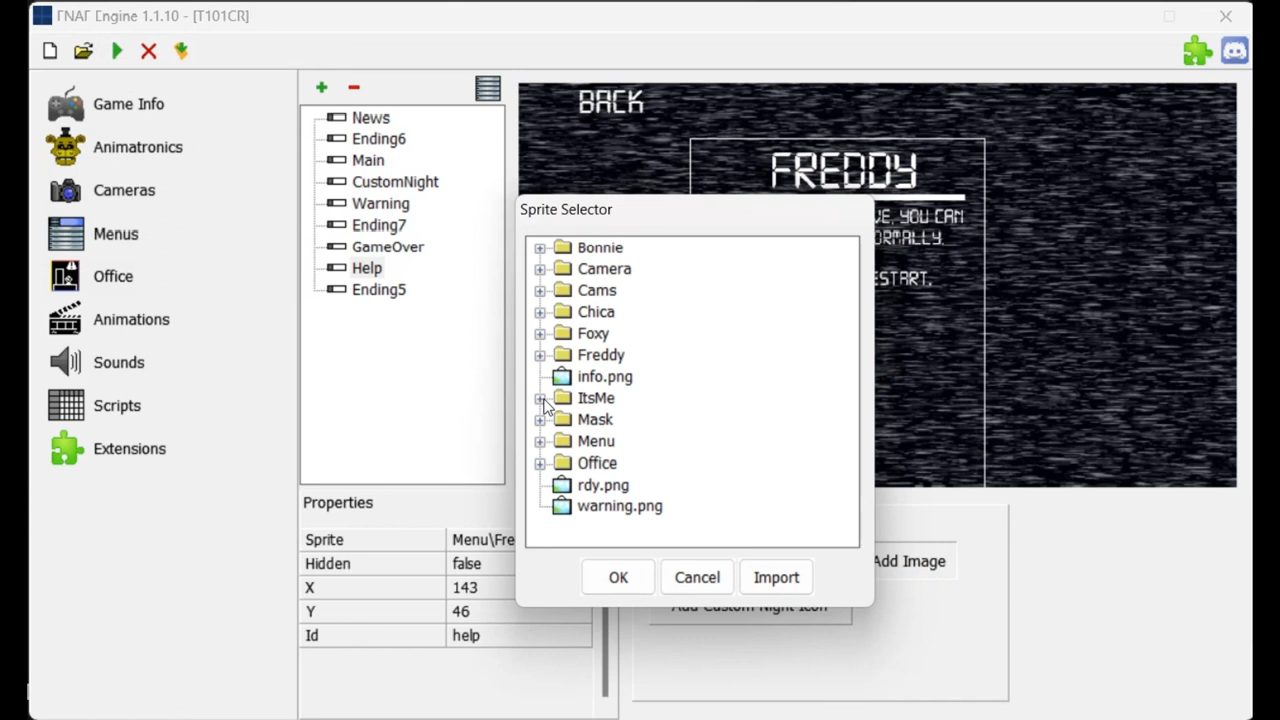 FNAF Engine 1.1.10 - [T101CR]
Game Info
Animatronics
Cameras
Menus
Office
Animations
Sounds
Scripts
Extensions
News
Ending6
Main
CustomNight
Warning
Ending7
GameOver
Help
Ending5
Properties
Sprite Menu\Fre
Hidden false
X 143
Y 46
Id help
BACK
FREDDY
VE, YOU CAN
ORMALLY.
ESTART.
Sprite Selector
Bonnie
Camera
Cams
Chica
Foxy
Freddy
info.png
ItsMe
Mask
Menu
Office
rdy.png
warning.png
OK Cancel Import
Add Image
Add Custom Night Icon